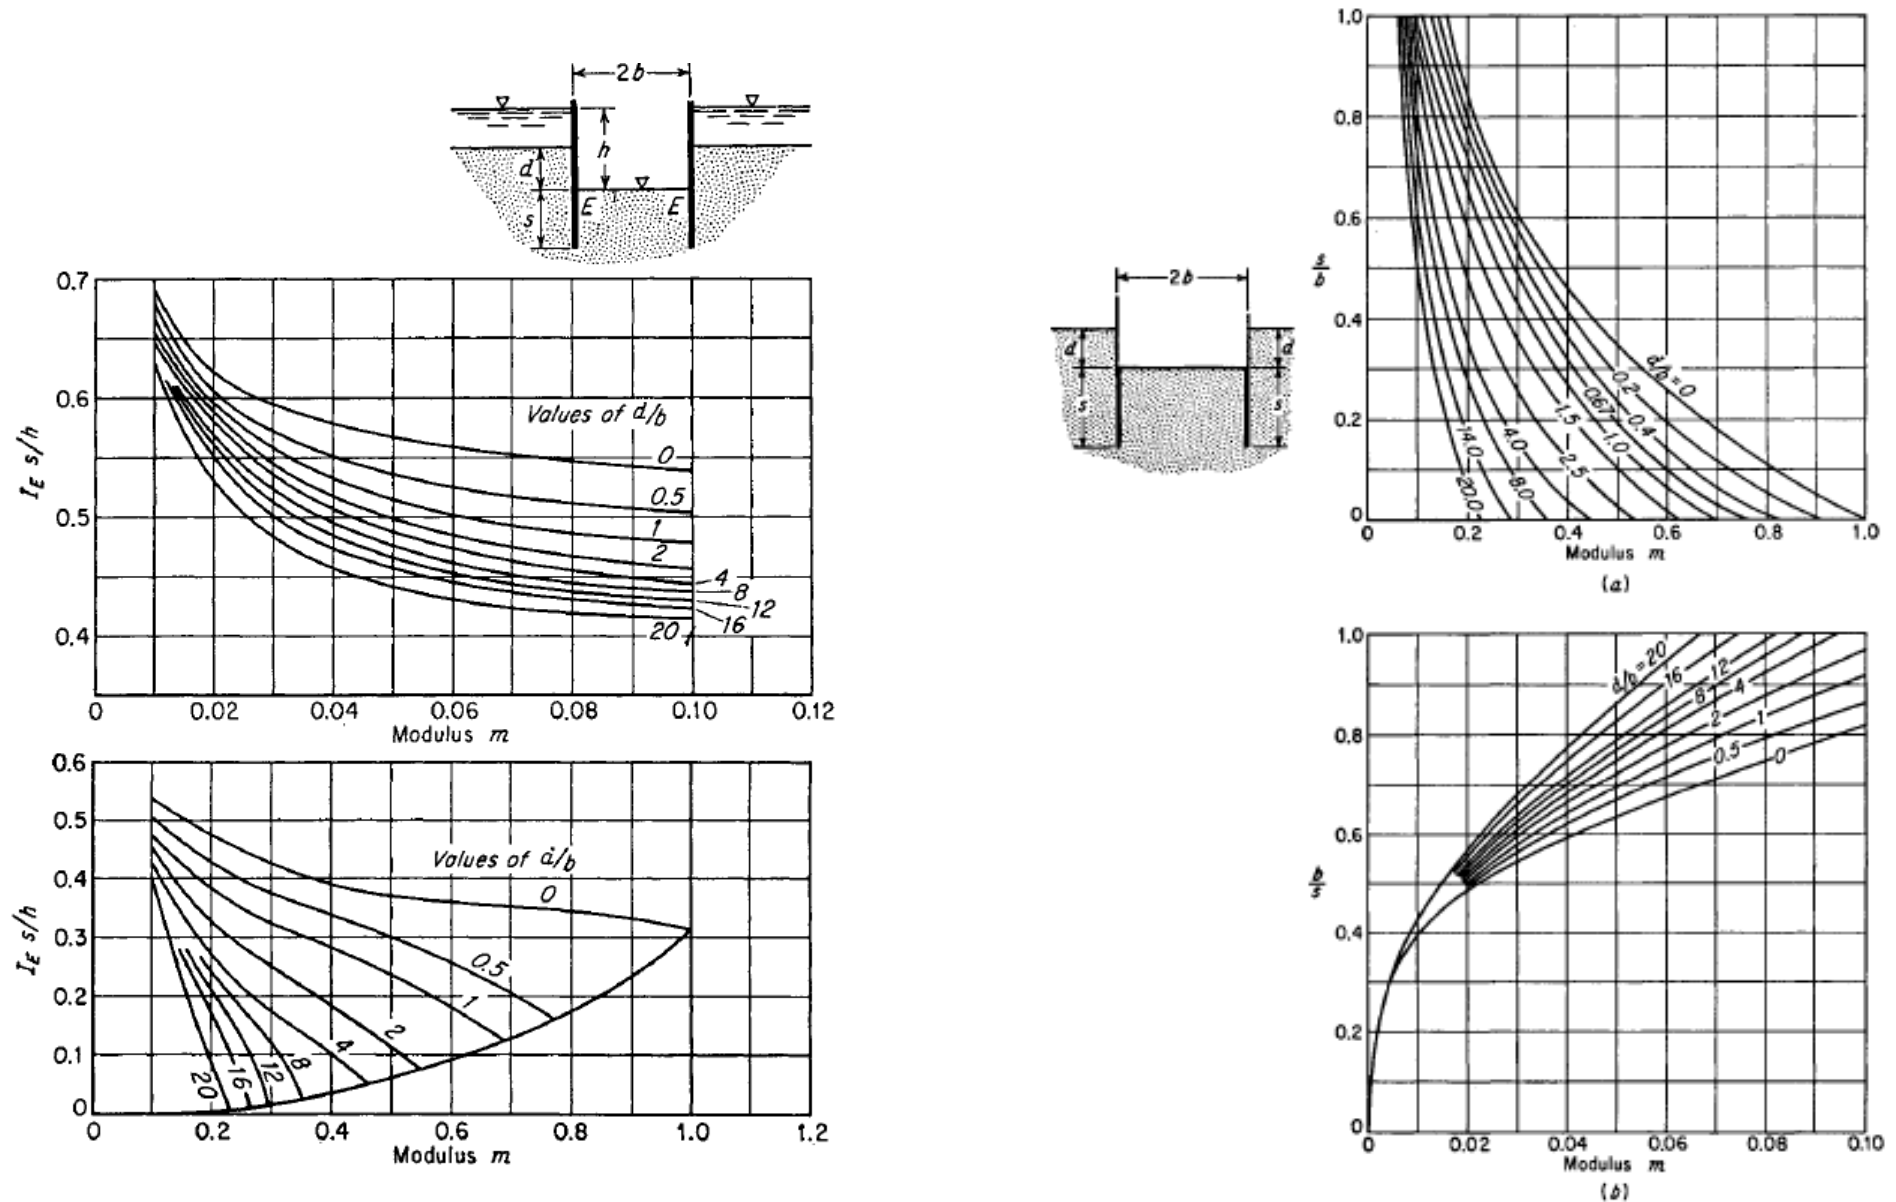 2b
h
d
s
E E
0.7
0.6
0.5
0.4
I_E s/h
Values of d/b
0
0.5
1
2
4
8
12
16
20
0 0.02 0.04 0.06 0.08 0.10 0.12
Modulus m
0.6
0.5
0.4
0.3
0.2
0.1
0
I_E s/h
Values of d/b
0
0.5
1
2
4
8
12
16
20
0 0.2 0.4 0.6 0.8 1.0 1.2
Modulus m
2b
d d
s s
1.0
0.8
0.6
0.4
0.2
0
s/b
d/b = 0
0.2
0.4
0.67
1.0
1.5
2.5
4.0
8.0
14.0
20.0
0 0.2 0.4 0.6 0.8 1.0
Modulus m
(a)
1.0
0.8
0.6
0.4
0.2
0
b/s
d/b = 20
16
12
8
4
2
1
0.5
0
0 0.02 0.04 0.06 0.08 0.10
Modulus m
(b)